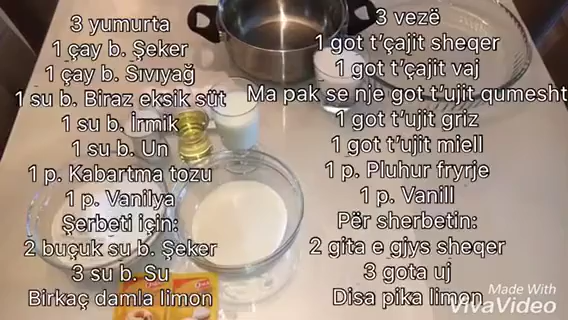 3 yumurta
1 çay b. Şeker
1 çay b. Sıvıyağ
1 su b. Biraz eksik süt
1 su b. İrmik
1 su b. Un
1 p. Kabartma tozu
1 p. Vanilya
Şerbeti için:
2 buçuk su b. Şeker
3 su b. Su
Birkaç damla limon
3 vezë
1 got t'çajit sheqer
1 got t'çajit vaj
Ma pak se nje got t'ujit qumesht
1 got t'ujit griz
1 got t'ujit miell
1 p. Pluhur fryrje
1 p. Vanill
Për sherbetin:
2 gita e gjys sheqer
3 gota uj
Disa pika limon
Made With
VivaVideo